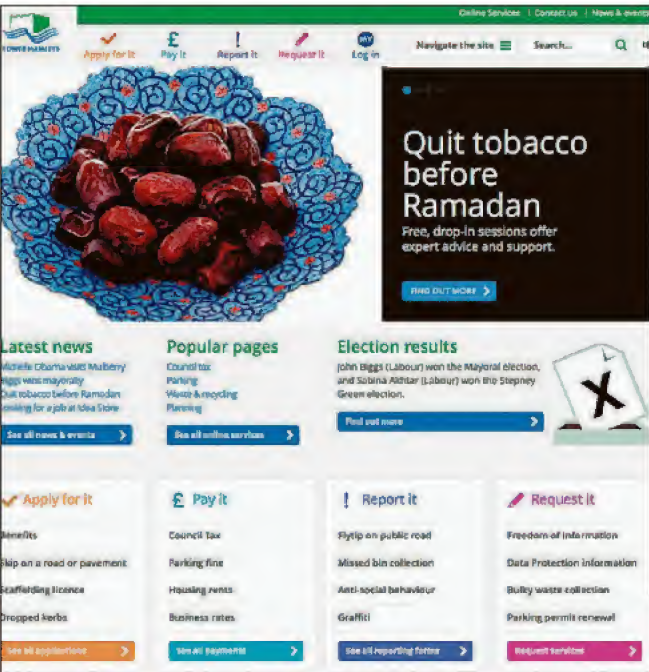 Online Services | Contact us | News & events
TOWER HAMLETS
Apply for it
Pay it
Report it
Request it
MY
Log in
Navigate the site
Search...
Quit tobacco
before
Ramadan
Free, drop-in sessions offer
expert advice and support.
FIND OUT MORE
Latest news
Michelle Obama visits Mulberry
Biggs wins mayoralty
Quit tobacco before Ramadan
Looking for a job at Idea Store
See all news & events
Popular pages
Council tax
Parking
Waste & recycling
Planning
See all online services
Election results
John Biggs (Labour) won the Mayoral election,
and Sabina Akhtar (Labour) won the Stepney
Green election.
Find out more
X
Apply for it
Benefits
Skip on a road or pavement
Scaffolding licence
Dropped kerbs
See all applications
£ Pay it
Council Tax
Parking fine
Housing rents
Business rates
See all payments
! Report it
Flytip on public road
Missed bin collection
Anti-social behaviour
Graffiti
See all reporting forms
Request it
Freedom of Information
Data Protection information
Bulky waste collection
Parking permit renewal
Request services